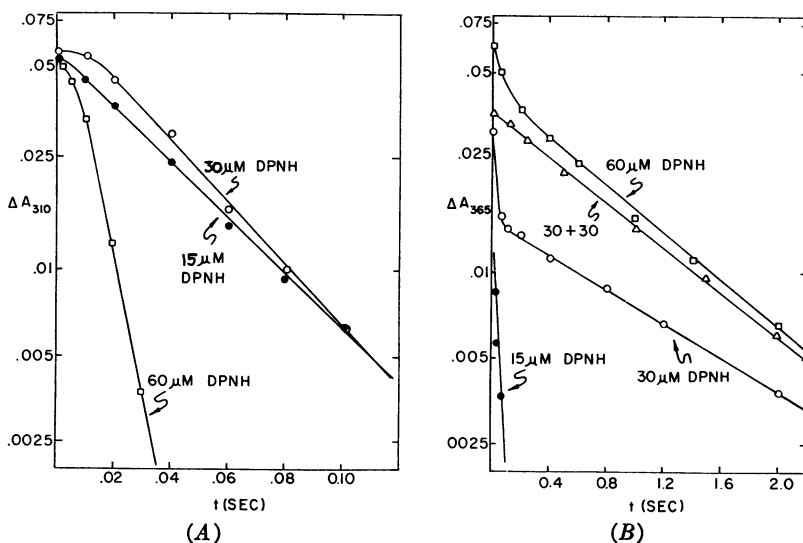 .075
.05
.025
ΔA310
.01
.005
.0025
30μM DPNH
15μM
DPNH
60μM DPNH
.02
.04
.06
.08
0.10
t (SEC)
(A)
.075
.05
.025
ΔA365
.01
.005
0025
60μM DPNH
30+30
15μM DPNH
30μM DPNH
0.4
0.8
1.2
1.6
2.0
t (SEC)
(B)